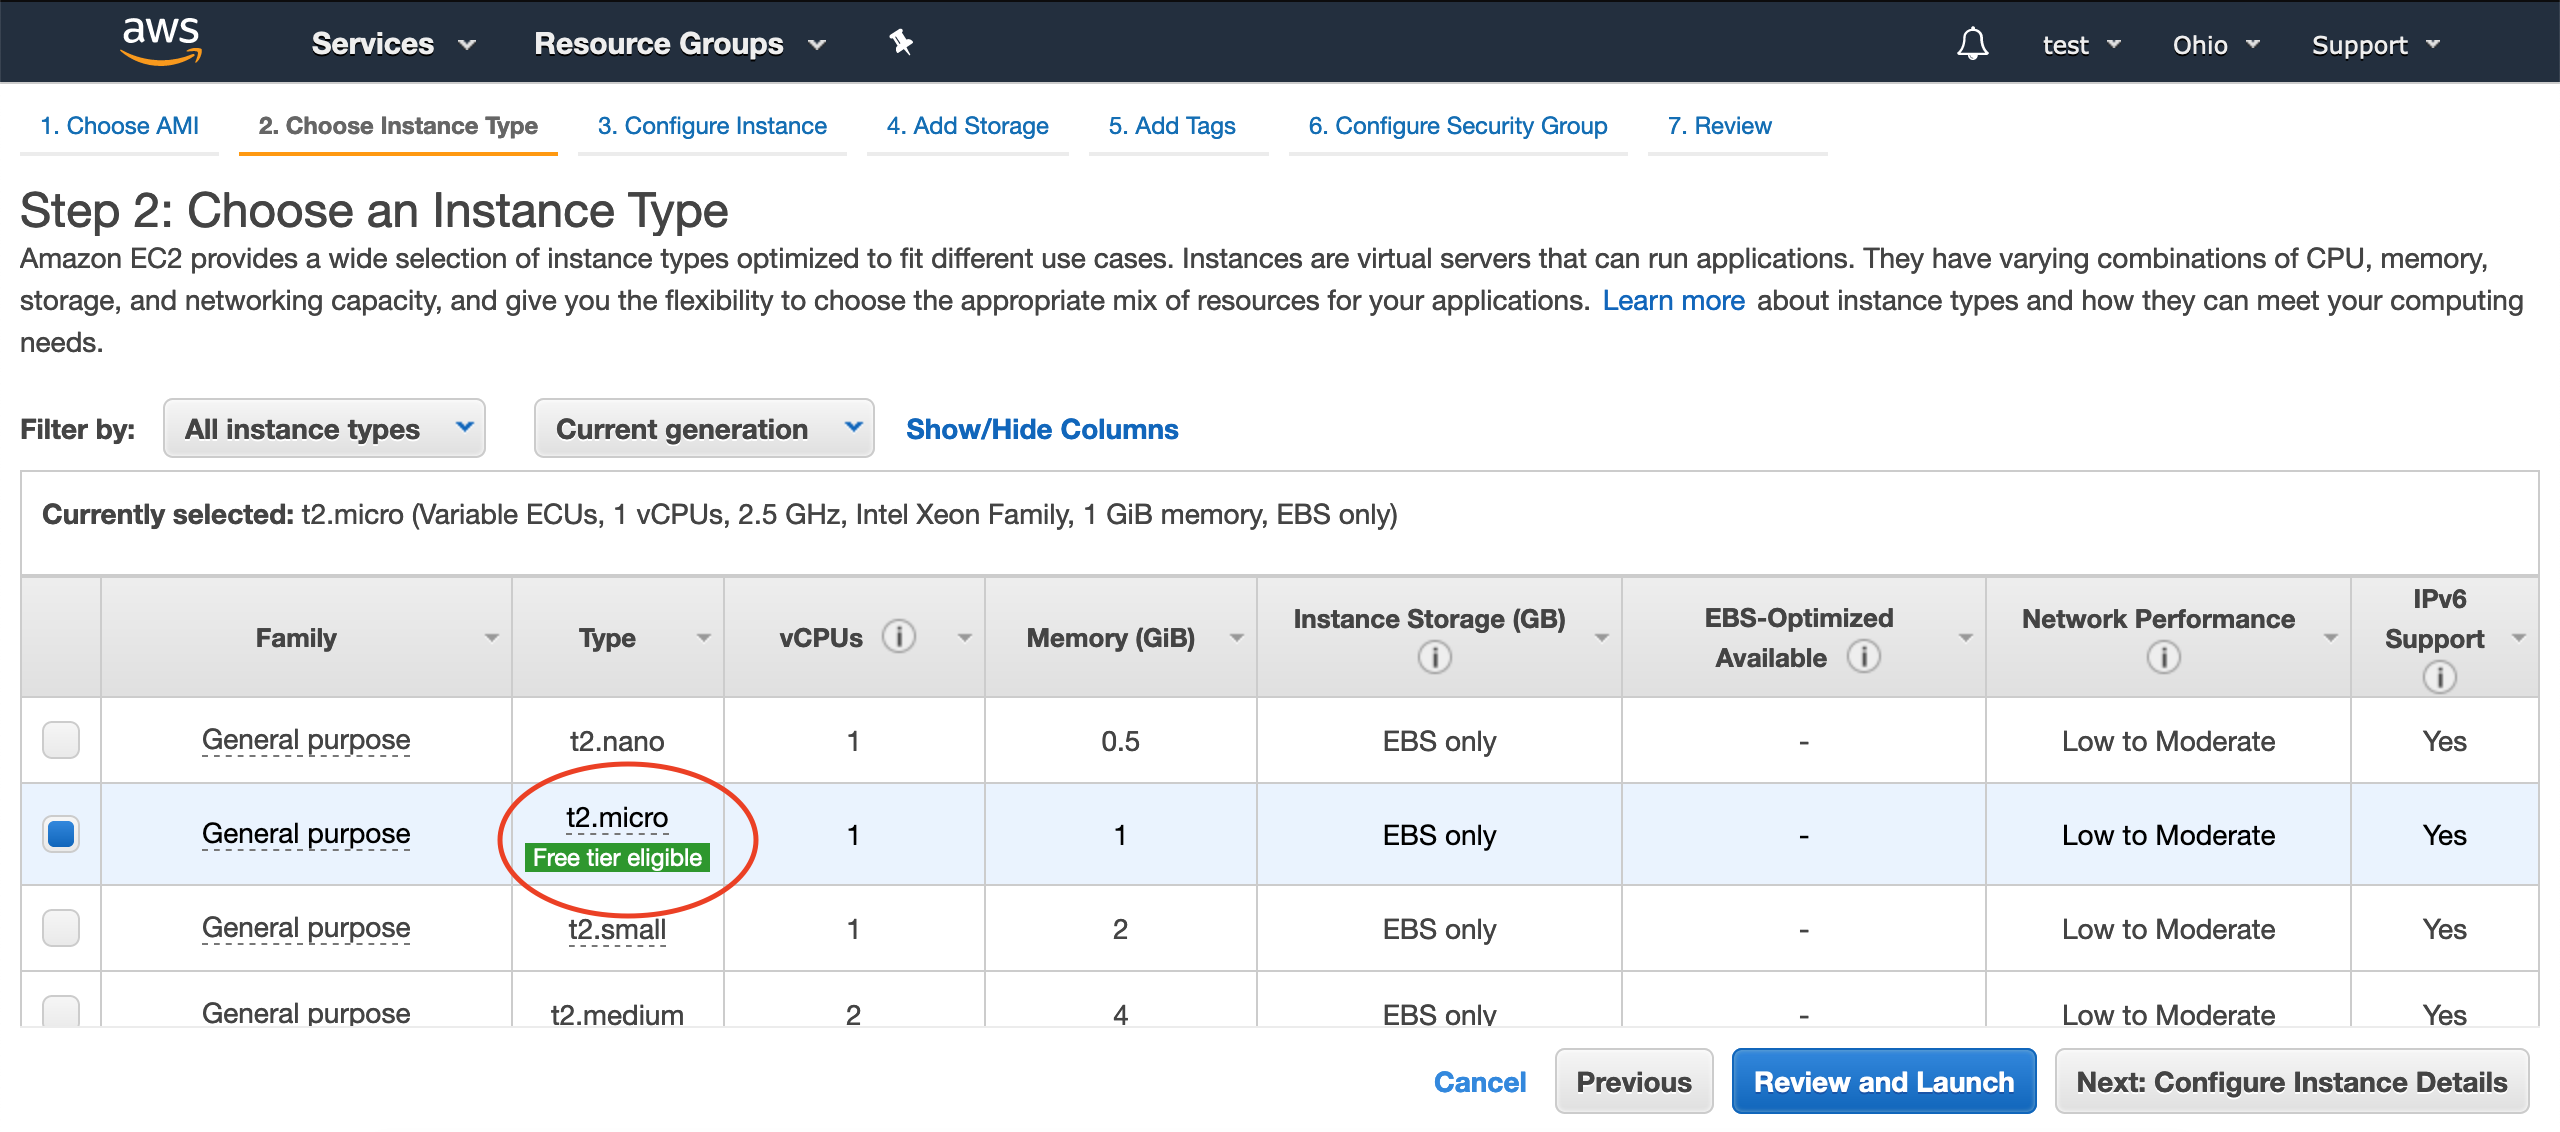 aws Services Resource Groups test Ohio Support
1. Choose AMI 2. Choose Instance Type 3. Configure Instance 4. Add Storage 5. Add Tags 6. Configure Security Group 7. Review
Step 2: Choose an Instance Type
Amazon EC2 provides a wide selection of instance types optimized to fit different use cases. Instances are virtual servers that can run applications. They have varying combinations of CPU, memory,
storage, and networking capacity, and give you the flexibility to choose the appropriate mix of resources for your applications. Learn more about instance types and how they can meet your computing
needs.
Filter by: All instance types Current generation Show/Hide Columns
Currently selected: t2.micro (Variable ECUs, 1 vCPUs, 2.5 GHz, Intel Xeon Family, 1 GiB memory, EBS only)
Family Type vCPUs i Memory (GiB) Instance Storage (GB) i EBS-Optimized Available i Network Performance i IPv6 Support i
General purpose t2.nano 1 0.5 EBS only - Low to Moderate Yes
General purpose t2.micro Free tier eligible 1 1 EBS only - Low to Moderate Yes
General purpose t2.small 1 2 EBS only - Low to Moderate Yes
General purpose t2.medium 2 4 EBS only - Low to Moderate Yes
Cancel Previous Review and Launch Next: Configure Instance Details